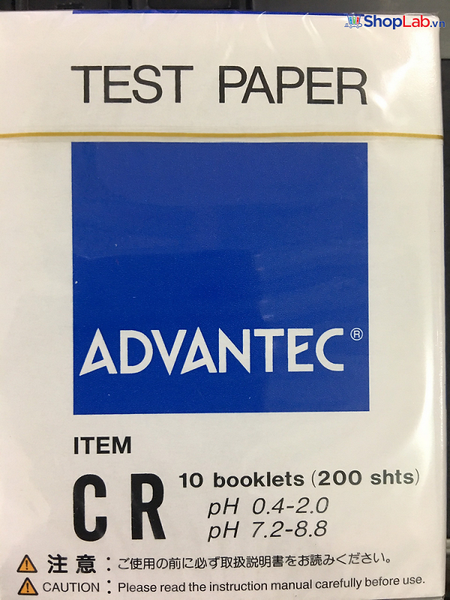 ShopLab.vn
TEST PAPER
ADVANTEC®
ITEM
CR 10 booklets (200 shts)
pH 0.4-2.0
pH 7.2-8.8
注意：ご使用の前に必ず取扱説明書をお読みください。
CAUTION : Please read the instruction manual carefully before use.